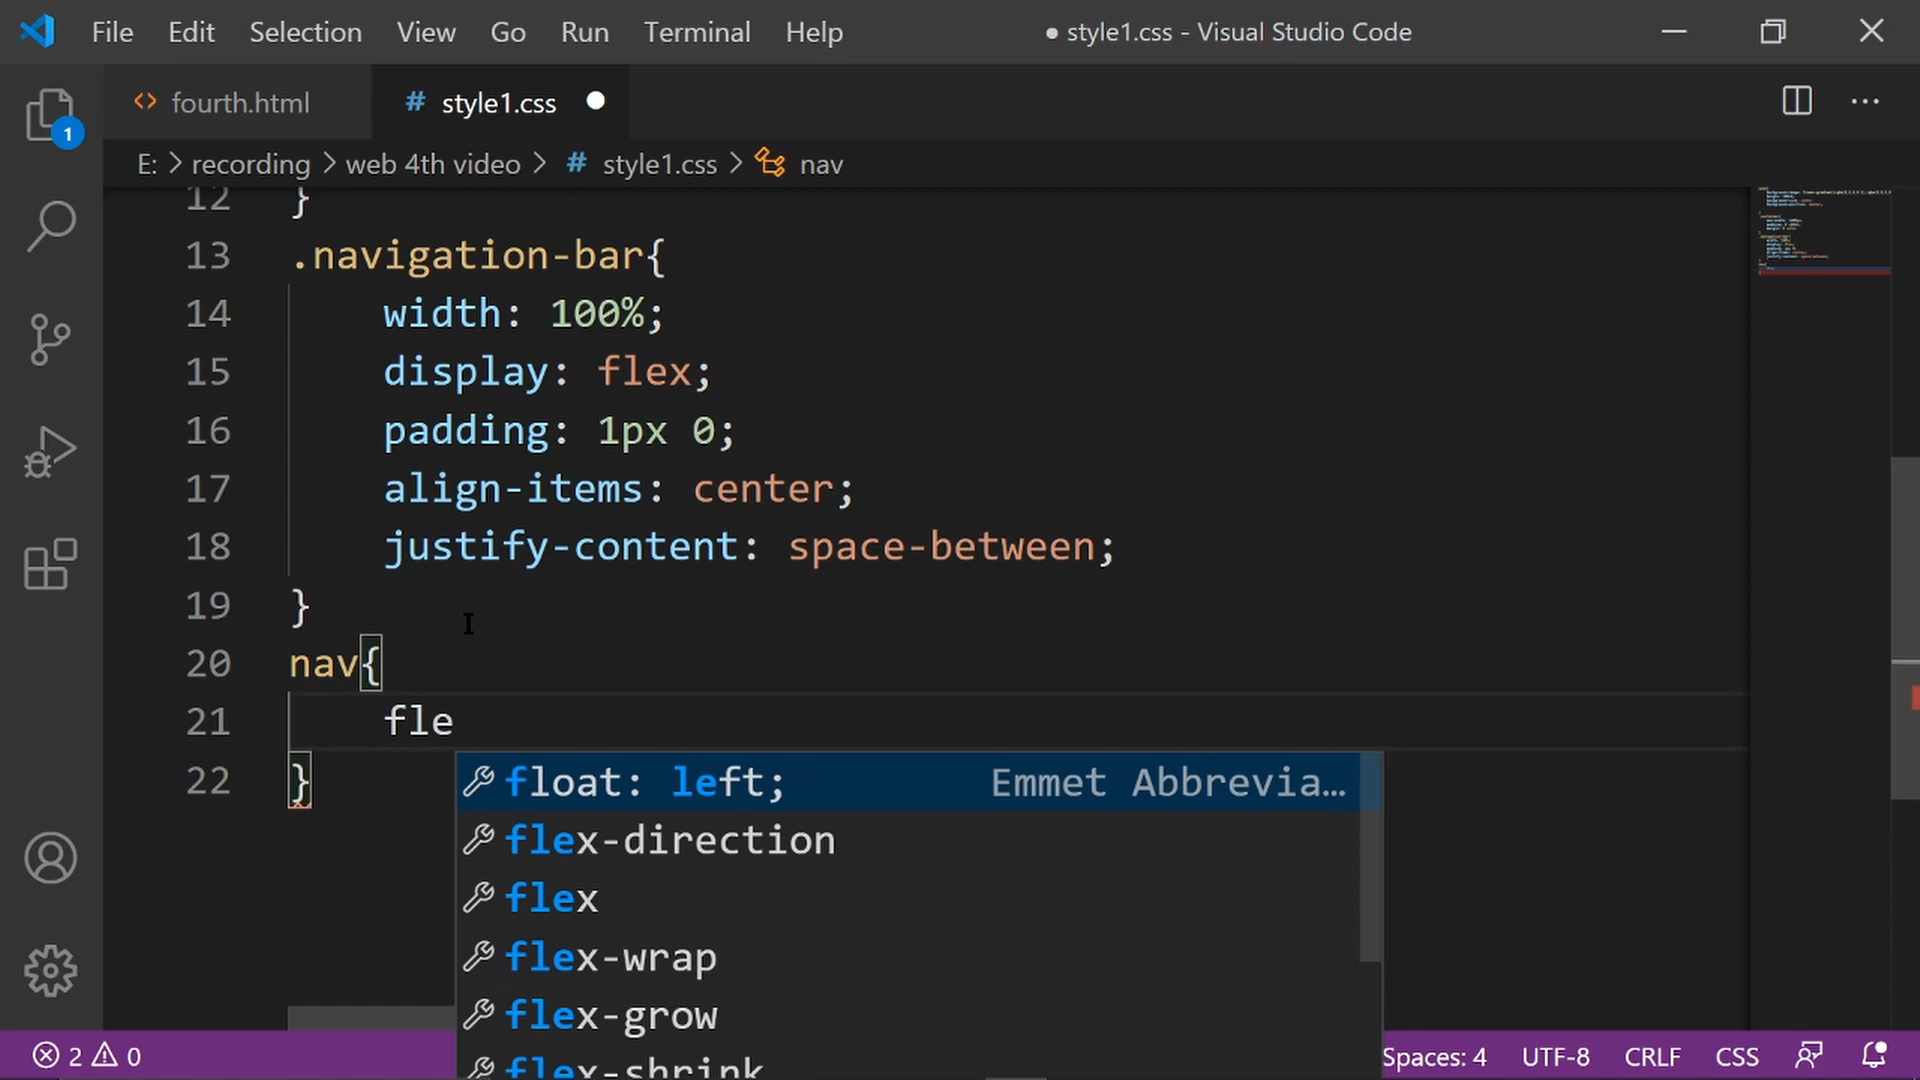 File Edit Selection View Go Run Terminal Help ● style1.css - Visual Studio Code
<> fourth.html # style1.css ●
1
E: > recording > web 4th video > # style1.css > nav
12 }
13 .navigation-bar{
14 width: 100%;
15 display: flex;
16 padding: 1px 0;
17 align-items: center;
18 justify-content: space-between;
19 }
20 nav{
21 fle
22 }
float: left; Emmet Abbrevia…
flex-direction
flex
flex-wrap
flex-grow
flex-shrink
2 0 Spaces: 4 UTF-8 CRLF CSS